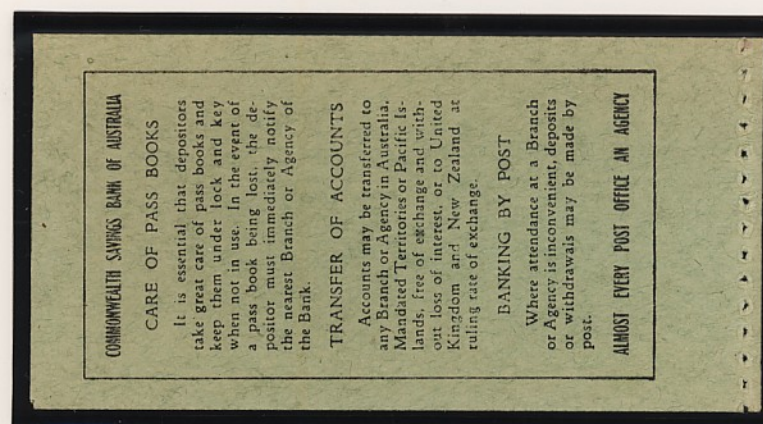 COMMONWEALTH SAVINGS BANK OF AUSTRALIA
CARE OF PASS BOOKS
It is essential that depositors
take great care of pass books and
keep them under lock and key
when not in use. In the event of
a pass book being lost, the de-
positor must immediately notify
the nearest Branch or Agency of
the Bank.
TRANSFER OF ACCOUNTS
Accounts may be transferred to
any Branch or Agency in Australia,
Mandated Territories or Pacific Is-
lands, free of exchange and with-
out loss of interest, or to United
Kingdom and New Zealand at
ruling rate of exchange.
BANKING BY POST
Where attendance at a Branch
or Agency is inconvenient, deposits
or withdrawals may be made by
post.
ALMOST EVERY POST OFFICE AN AGENCY